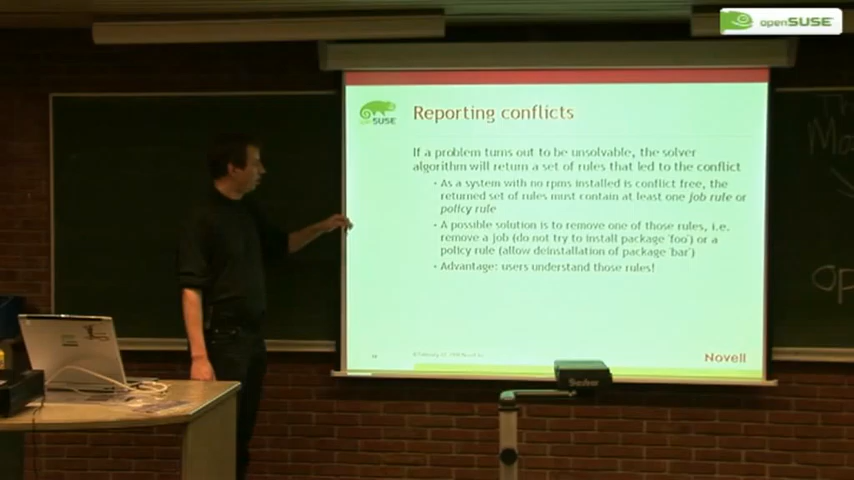 openSUSE
SUSE
Reporting conflicts
If a problem turns out to be unsolvable, the solver
algorithm will return a set of rules that led to the conflict
• As a system with no rpms installed is conflict free, the
returned set of rules must contain at least one job rule or
policy rule
• A possible solution is to remove one of those rules, i.e.
remove a job (do not try to install package 'foo') or a
policy rule (allow deinstallation of package 'bar')
• Advantage: users understand those rules!
Novell